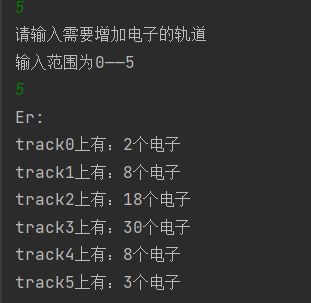 5
请输入需要增加电子的轨道
输入范围为0——5
5
Er:
track0上有：2个电子
track1上有：8个电子
track2上有：18个电子
track3上有：30个电子
track4上有：8个电子
track5上有：3个电子